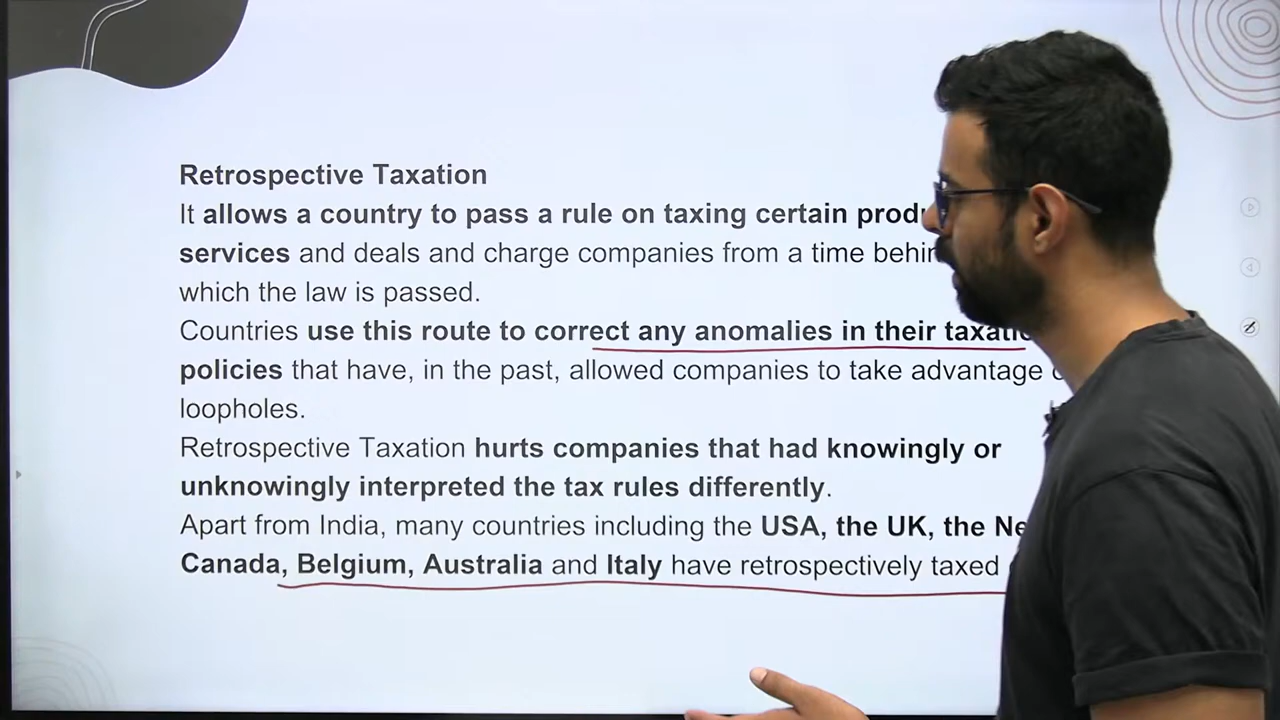 Retrospective Taxation
It allows a country to pass a rule on taxing certain
services and deals and charge companies from a time
which the law is passed.
Countries use this route to correct any anomalies in their
policies that have, in the past, allowed companies to take advantage
loopholes.
Retrospective Taxation hurts companies that had knowingly or
unknowingly interpreted the tax rules differently.
Apart from India, many countries including the USA, the UK, the
Canada, Belgium, Australia and Italy have retrospectively taxed